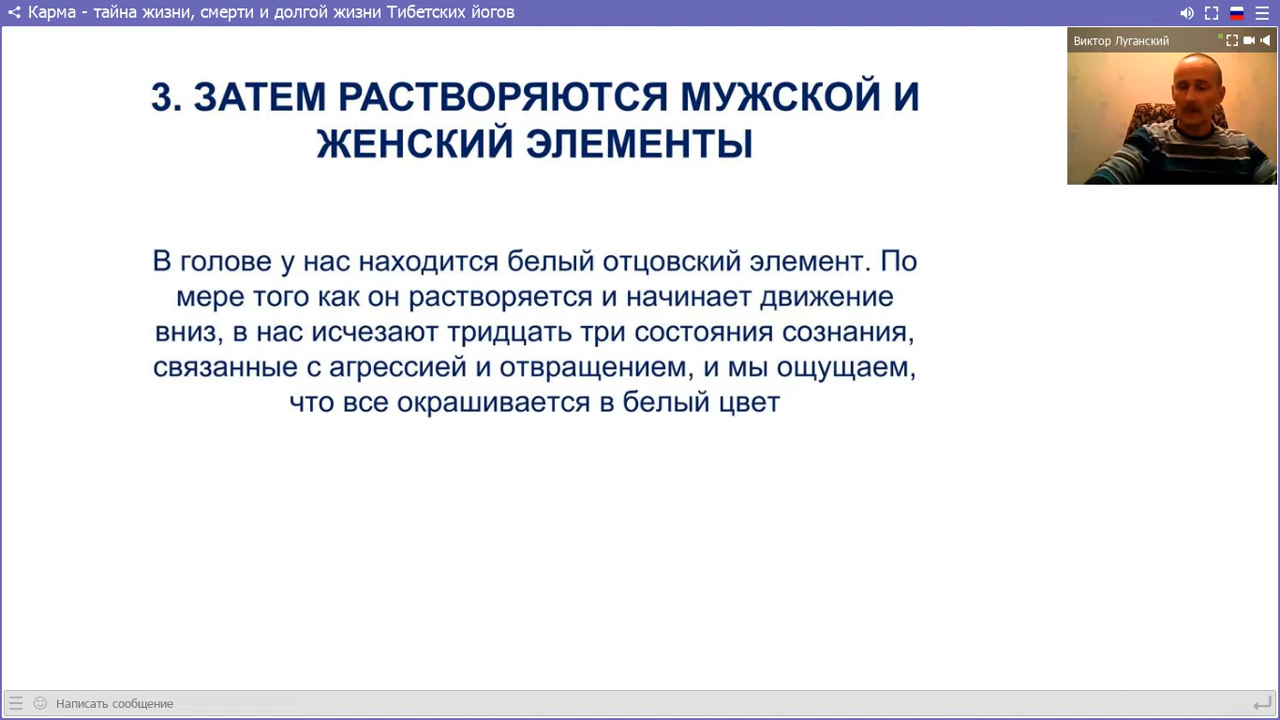 Карма - тайна жизни, смерти и долгой жизни Тибетских йогов
Виктор Луганский
3. ЗАТЕМ РАСТВОРЯЮТСЯ МУЖСКОЙ И
ЖЕНСКИЙ ЭЛЕМЕНТЫ
В голове у нас находится белый отцовский элемент. По
мере того как он растворяется и начинает движение
вниз, в нас исчезают тридцать три состояния сознания,
связанные с агрессией и отвращением, и мы ощущаем,
что все окрашивается в белый цвет
Написать сообщение